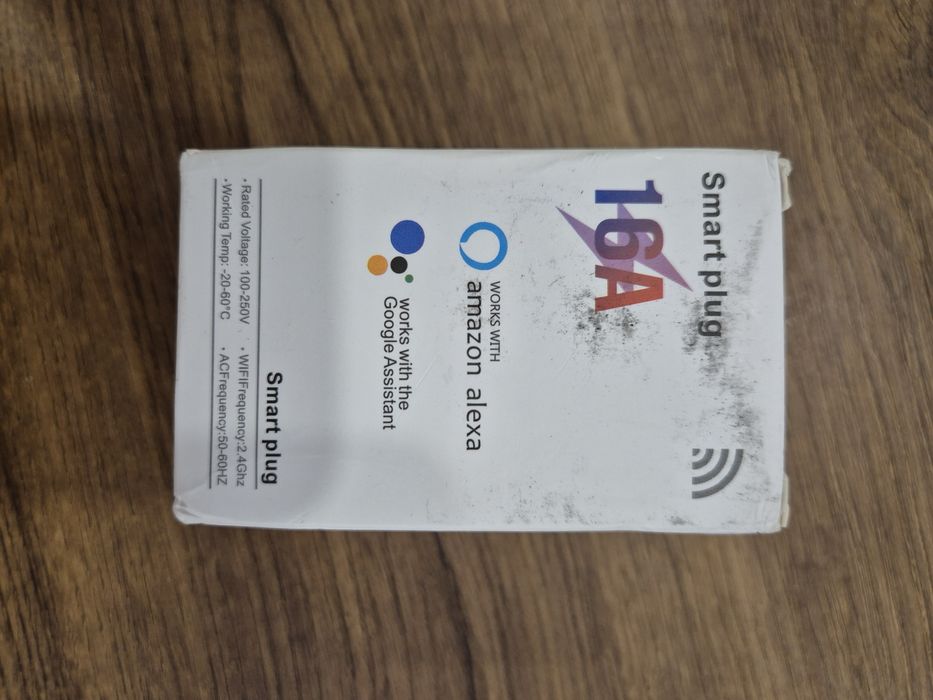 Smart plug
16A
WORKS WITH
amazon alexa
works with the
Google Assistant
Smart plug
·Rated Voltage: 100-250V ·WIFIFrequency:2.4Ghz
·Working Temp: -20-60°C ·ACFrequency:50-60HZ